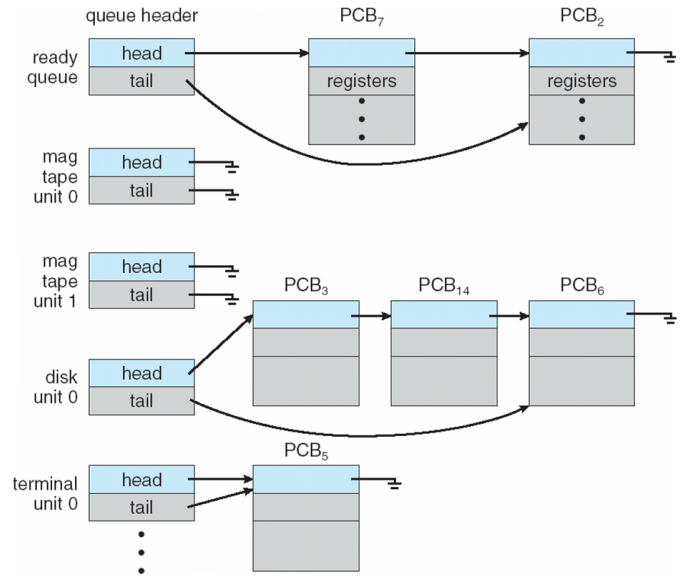 queue header PCB₇ PCB₂
ready
queue
head
tail
registers
registers
mag
tape
unit 0
head
tail
mag
tape
unit 1
head
tail
PCB₃ PCB₁₄ PCB₆
disk
unit 0
head
tail
PCB₅
terminal
unit 0
head
tail